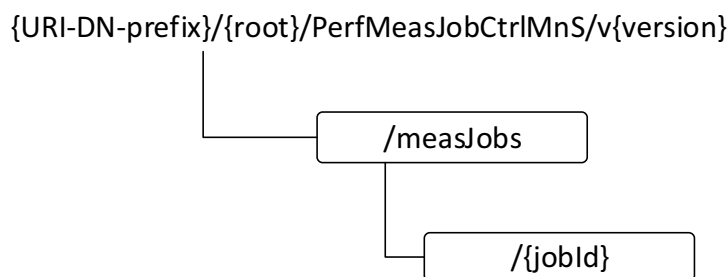 {URI-DN-prefix}/{root}/PerfMeasJobCtrlMnS/v{version}
/measJobs
/{jobId}